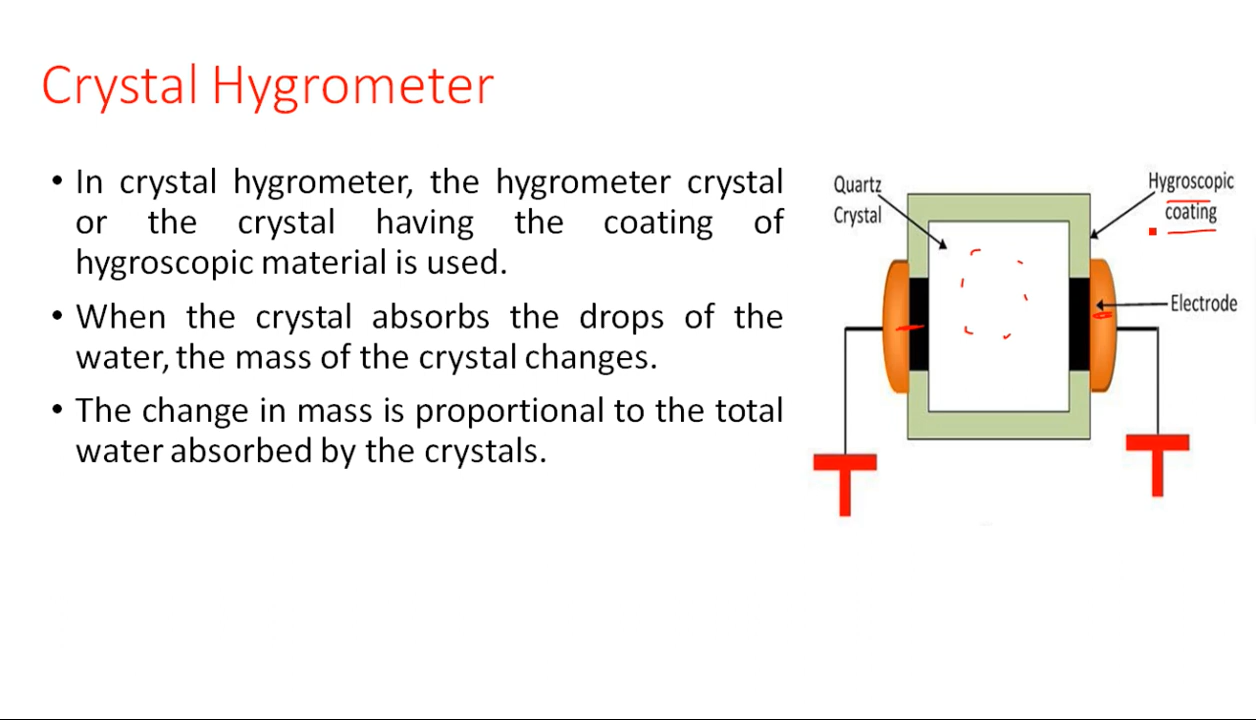 Crystal Hygrometer
• In crystal hygrometer, the hygrometer crystal
or the crystal having the coating of
hygroscopic material is used.
• When the crystal absorbs the drops of the
water, the mass of the crystal changes.
• The change in mass is proportional to the total
water absorbed by the crystals.
Quartz
Crystal
Hygroscopic
coating
Electrode